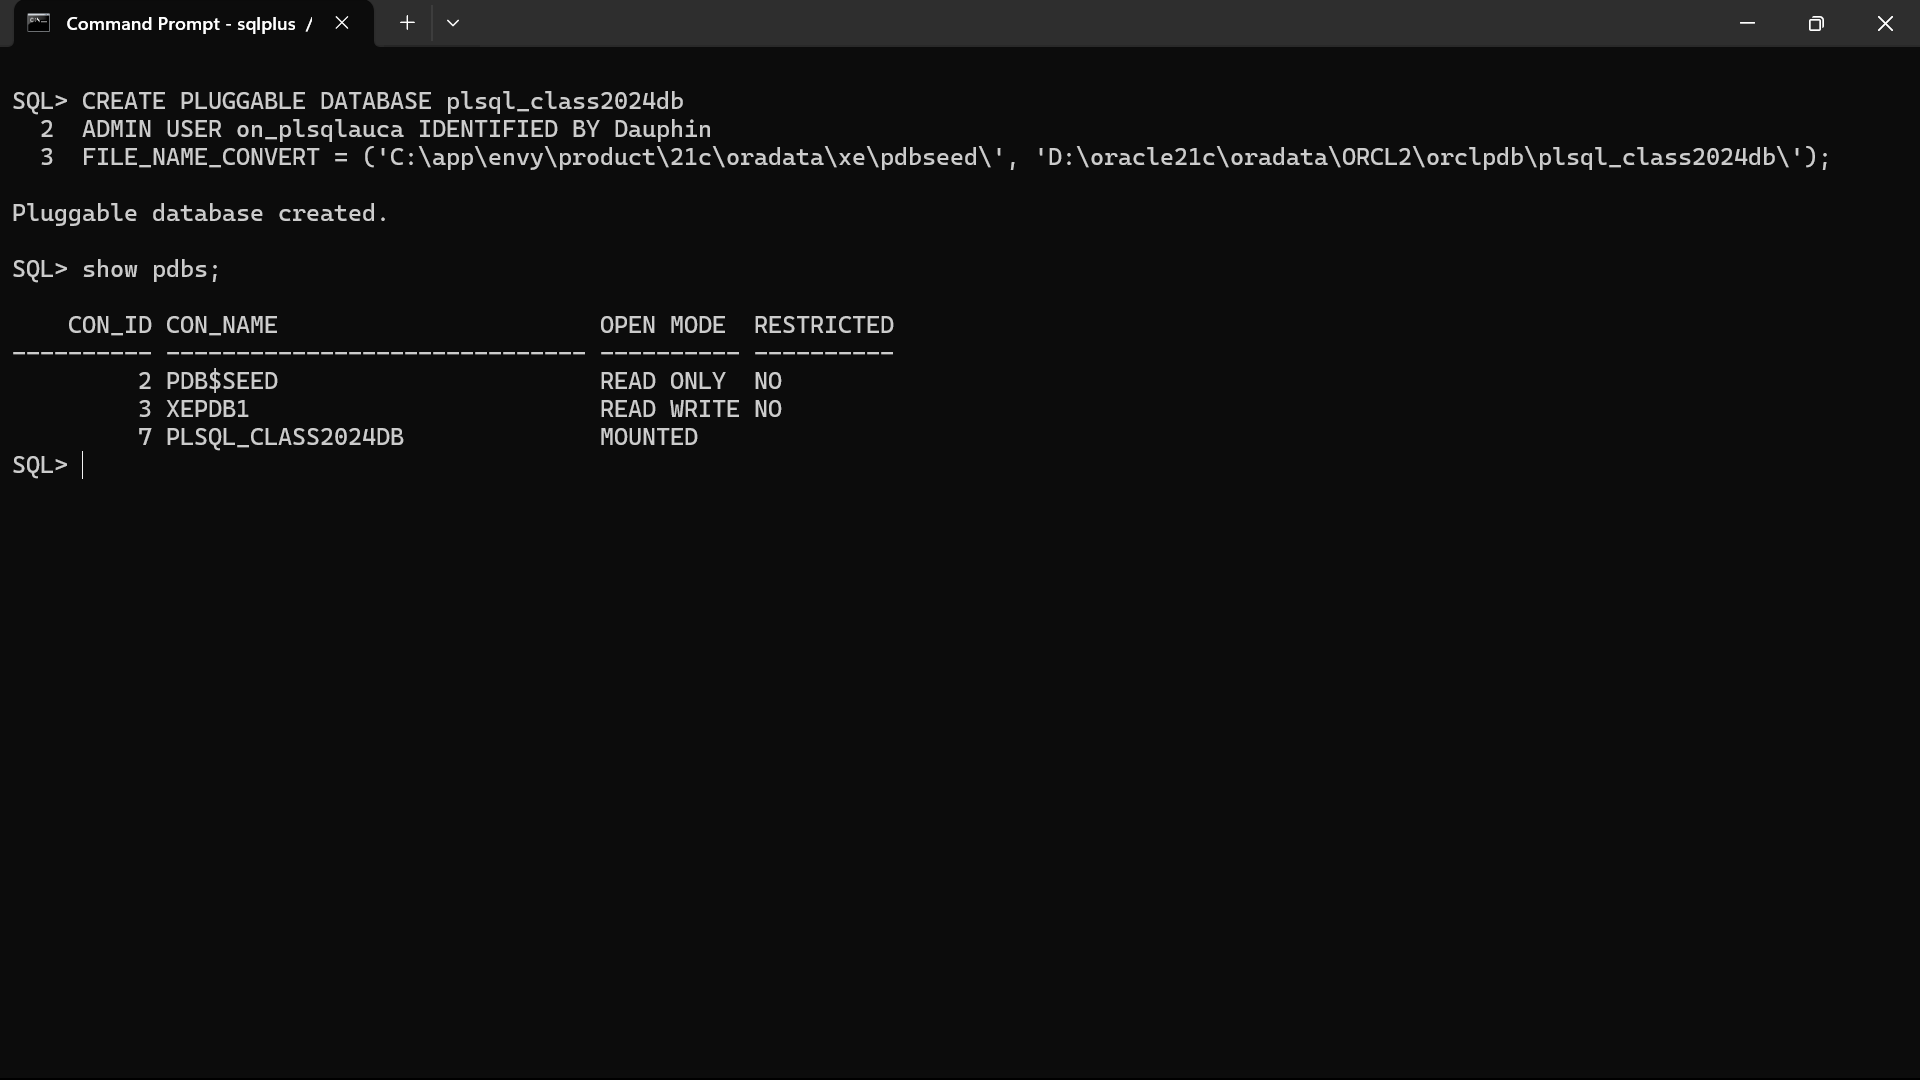 Command Prompt - sqlplus /
SQL> CREATE PLUGGABLE DATABASE plsql_class2024db
  2  ADMIN USER on_plsqlauca IDENTIFIED BY Dauphin
  3  FILE_NAME_CONVERT = ('C:\app\envy\product\21c\oradata\xe\pdbseed\', 'D:\oracle21c\oradata\ORCL2\orclpdb\plsql_class2024db\');
Pluggable database created.
SQL> show pdbs;
    CON_ID CON_NAME                       OPEN MODE  RESTRICTED
---------- ------------------------------ ---------- ----------
         2 PDB$SEED                       READ ONLY  NO
         3 XEPDB1                         READ WRITE NO
         7 PLSQL_CLASS2024DB              MOUNTED
SQL>